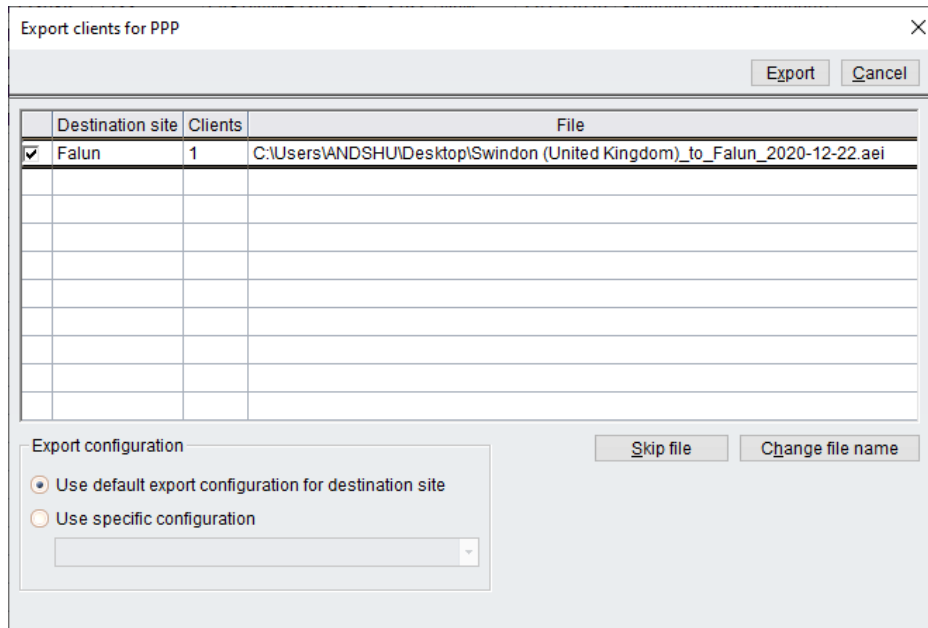 Export clients for PPP
Export Cancel
Destination site Clients File
Falun 1 C:\Users\ANDSHU\Desktop\Swindon (United Kingdom)_to_Falun_2020-12-22.aei
Export configuration
Skip file Change file name
Use default export configuration for destination site
Use specific configuration